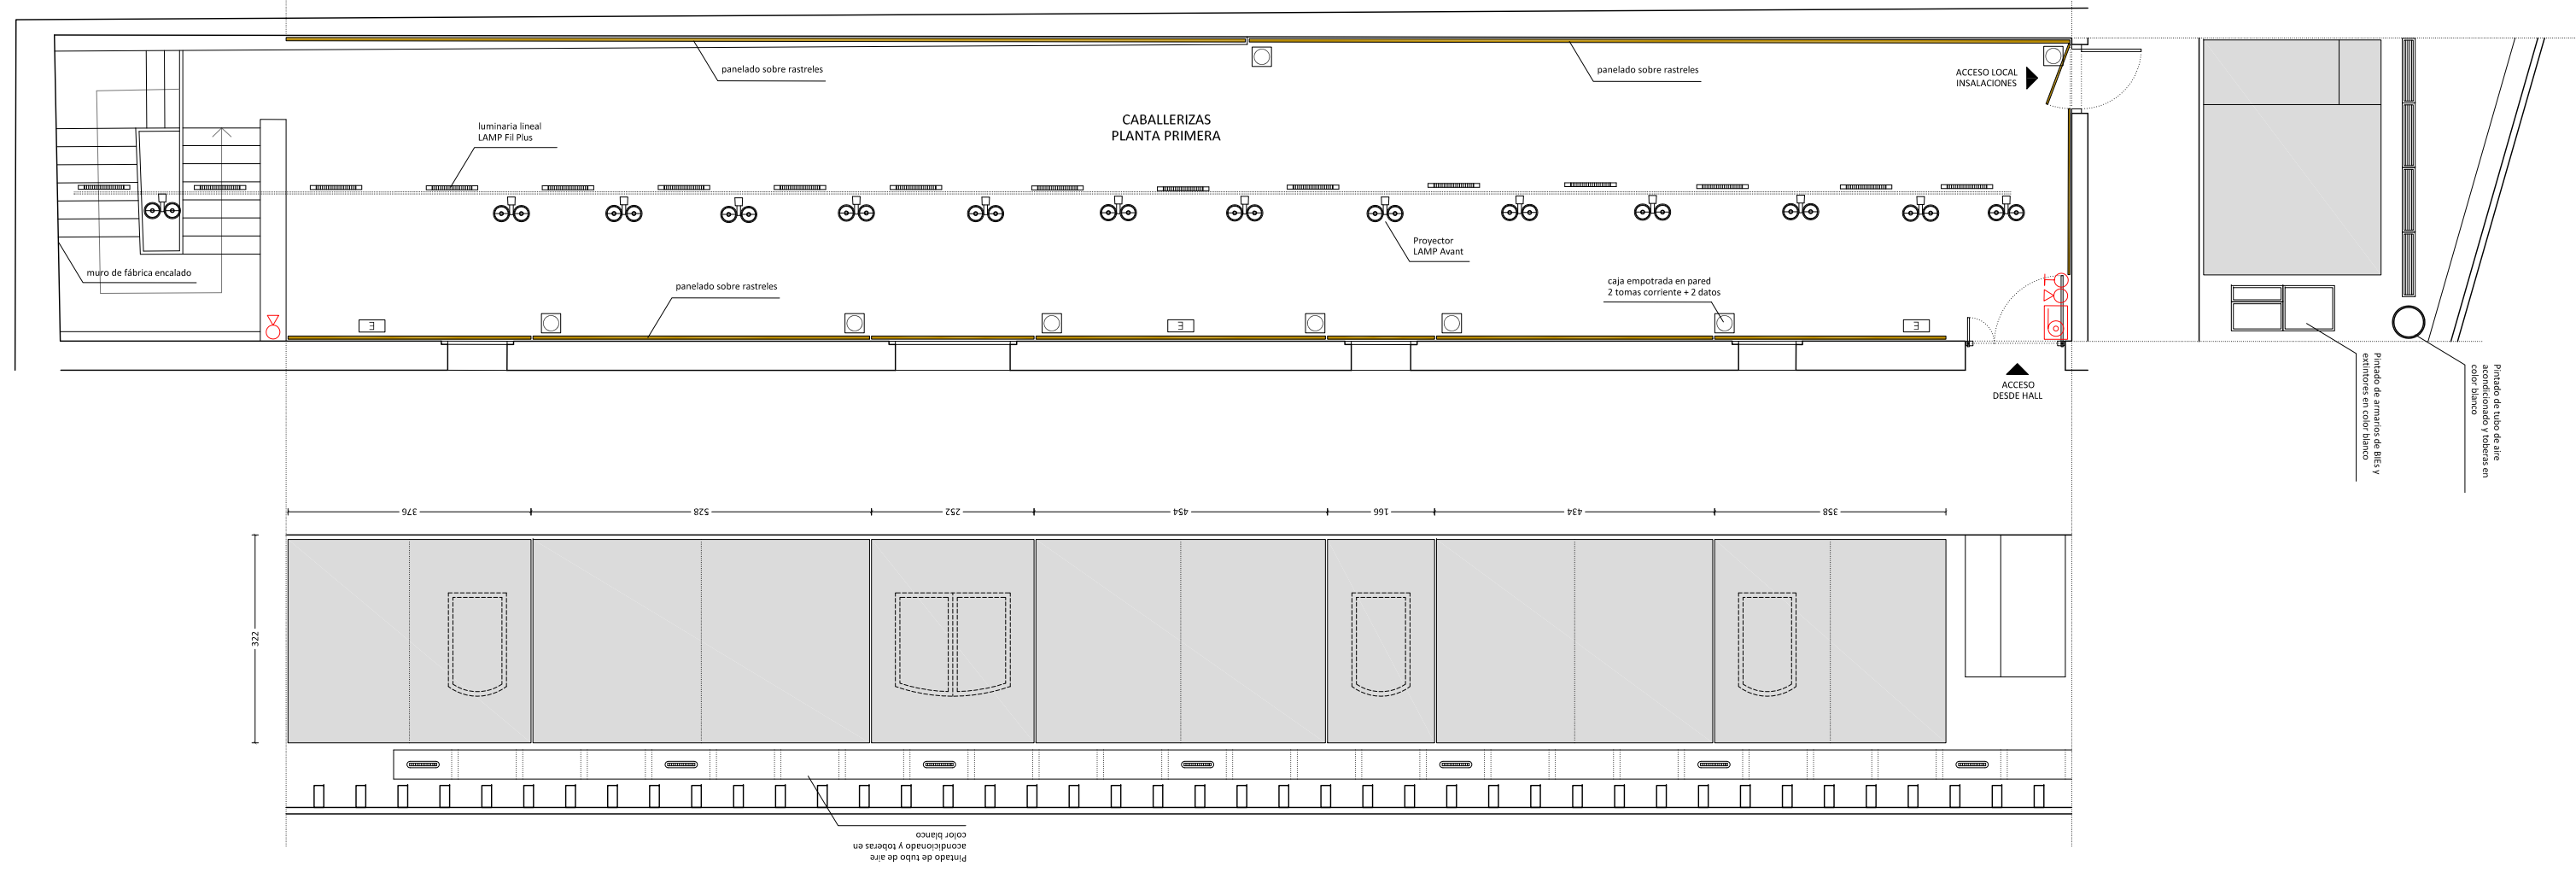 panelado sobre rastreles
panelado sobre rastreles
ACCESO LOCAL
INSALACIONES
CABALLERIZAS
PLANTA PRIMERA
luminaria lineal
LAMP Fil Plus
Proyector
LAMP Avant
muro de fábrica encalado
panelado sobre rastreles
caja empotrada en pared
2 tomas corriente + 2 datos
E
E
E
ACCESO
DESDE HALL
Pintado de armarios de BIEs y
extintores en color blanco
Pintado de tubo de aire
acondicionado y toberas en
color blanco
376
528
252
454
166
434
358
322
Pintado de tubo de aire
acondicionado y toberas en
color blanco